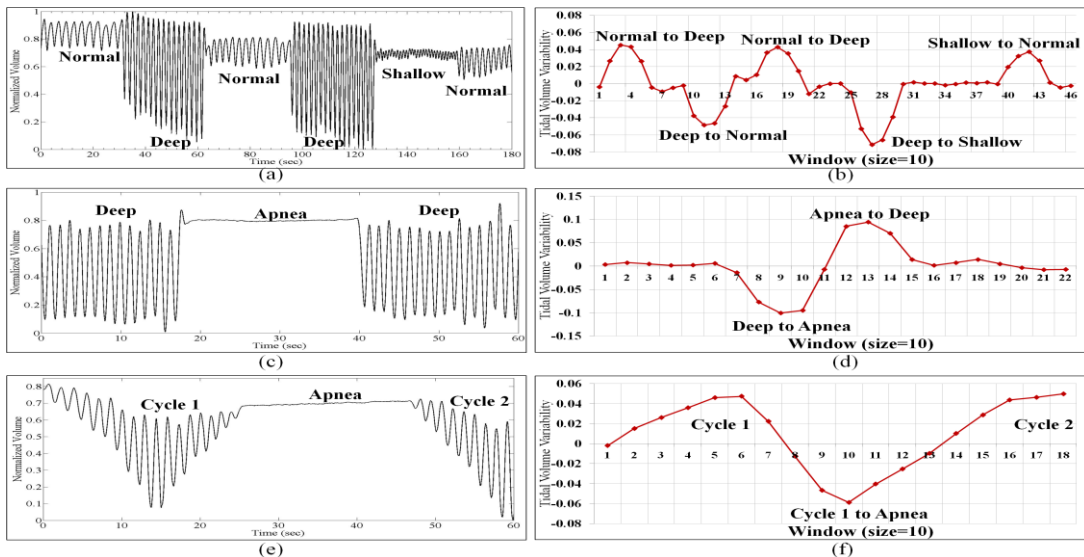 Normalized Volume
1
0.8
0.6
0.4
0.2
0
Normal
Deep
Normal
Deep
Shallow
Normal
0 20 40 60 80 100 120 140 160 180
Time (sec)
(a)
Tidal Volume Variability
0.06
0.04
0.02
0
-0.02
-0.04
-0.06
-0.08
Normal to Deep
Normal to Deep
Shallow to Normal
1 4 7 10 13 16 19 22 25 28 31 34 37 40 43 46
Deep to Normal
Deep to Shallow
Window (size=10)
(b)
Normalized Volume
1
0.8
0.6
0.4
0.2
0
Deep
Apnea
Deep
0 20 40 60
Time (sec)
(c)
Tidal Volume Variability
0.15
0.1
0.05
0
-0.05
-0.1
-0.15
Apnea to Deep
1 2 3 4 5 6 7 8 9 10 11 12 13 14 15 16 17 18 19 20 21 22
Deep to Apnea
Window (size=10)
(d)
Normalized Volume
0.8
0.7
0.6
0.5
0.4
0.3
0.2
0.1
0
Cycle 1
Apnea
Cycle 2
0 10 20 30 40 50 60
Time (sec)
(e)
Tidal Volume Variability
0.06
0.04
0.02
0
-0.02
-0.04
-0.06
-0.08
Cycle 1
Cycle 2
1 2 3 4 5 6 7 8 9 10 11 12 13 14 15 16 17 18
Cycle 1 to Apnea
Window (size=10)
(f)